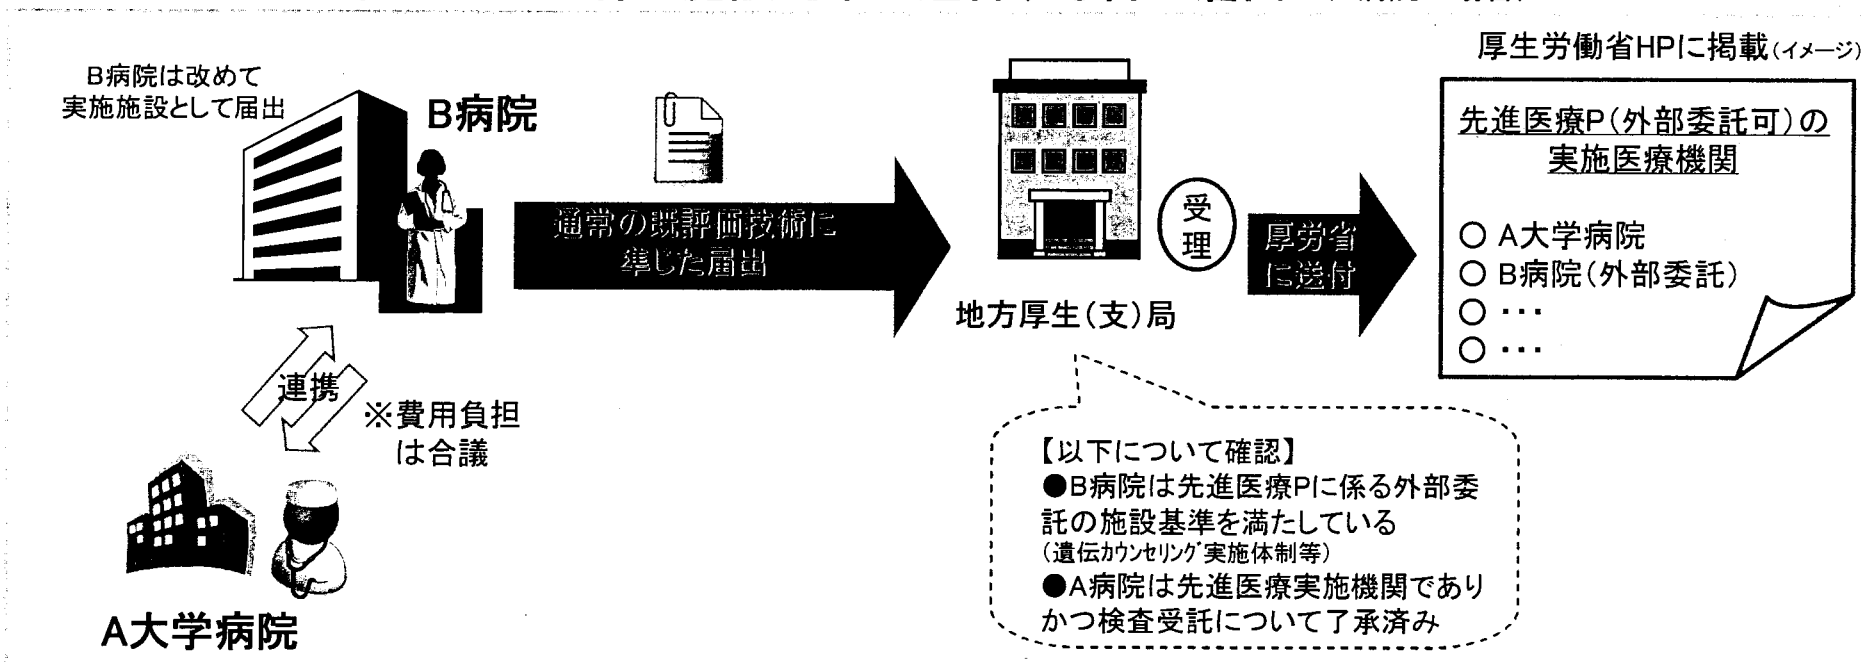 B病院は改めて
実施施設として届出
B病院
通常の既評価技術に
準じた届出
連携
※費用負担
は合議
A大学病院
地方厚生(支)局
受
理
厚労省
に送付
【以下について確認】
●B病院は先進医療Pに係る外部委
託の施設基準を満たしている
(遺伝カウンセリング実施体制等)
●A病院は先進医療実施機関であり
かつ検査受託について了承済み
厚生労働省HPに掲載(イメージ)
先進医療P(外部委託可)の
実施医療機関
○ A大学病院
○ B病院(外部委託)
○ ・・・
○ ・・・